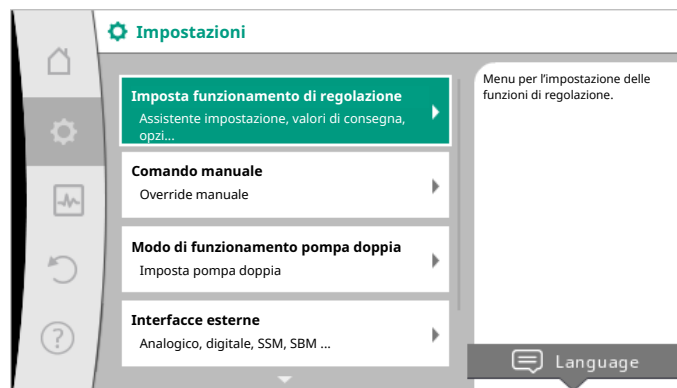 Impostazioni
Imposta funzionamento di regolazione
Assistente impostazione, valori di consegna,
opzi...
Comando manuale
Override manuale
Modo di funzionamento pompa doppia
Imposta pompa doppia
Interfacce esterne
Analogico, digitale, SSM, SBM ...
Menu per l'impostazione delle
funzioni di regolazione.
Language